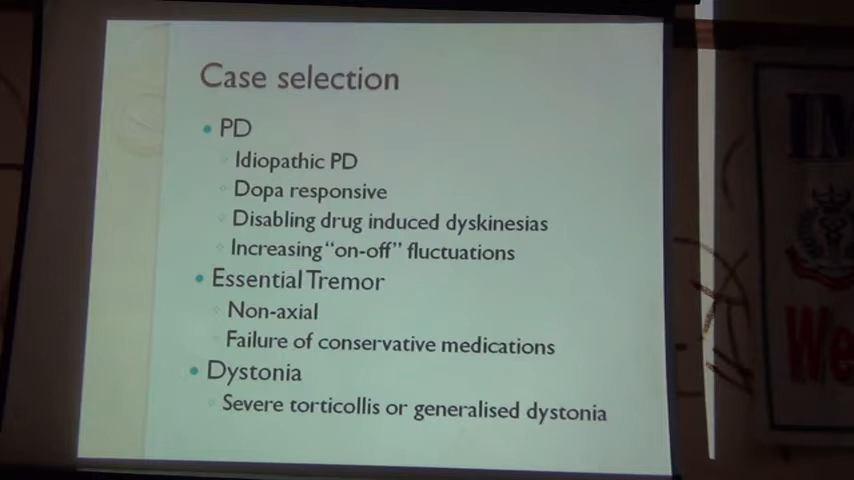 Case selection
PD
Idiopathic PD
Dopa responsive
Disabling drug induced dyskinesias
Increasing “on-off” fluctuations
Essential Tremor
Non-axial
Failure of conservative medications
Dystonia
Severe torticollis or generalised dystonia